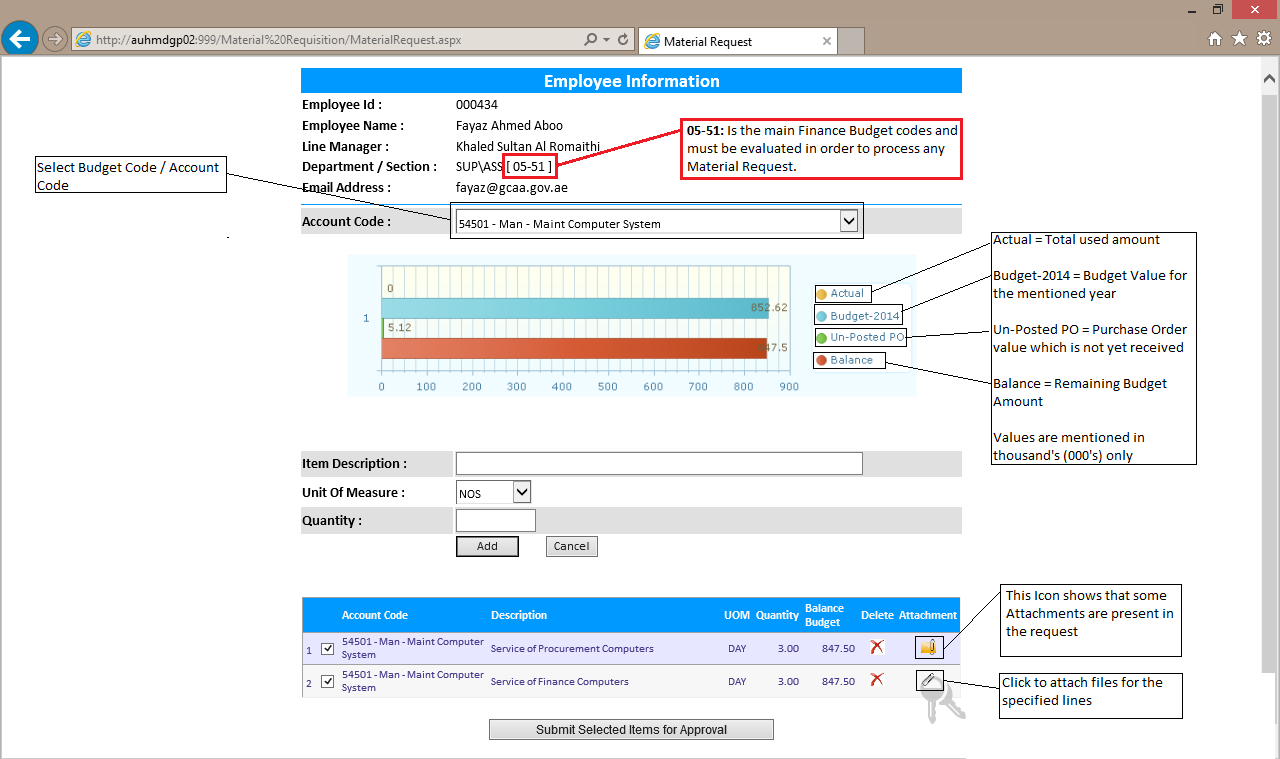 http://auhmdgp02:999/Material%20Requisition/MaterialRequest.aspx
Material Request
Employee Information
Employee Id :
000434
Employee Name :
Fayaz Ahmed Aboo
Line Manager :
Khaled Sultan Al Romaithi
Department / Section :
SUP\ASS [ 05-51 ]
Email Address :
fayaz@gcaa.gov.ae
05-51: Is the main Finance Budget codes and
must be evaluated in order to process any
Material Request.
Select Budget Code / Account
Code
Account Code :
54501 - Man - Maint Computer System
0
852.62
1
5.12
47.5
0 100 200 300 400 500 600 700 800 900
Actual
Budget-2014
Un-Posted PO
Balance
Actual = Total used amount
Budget-2014 = Budget Value for
the mentioned year
Un-Posted PO = Purchase Order
value which is not yet received
Balance = Remaining Budget
Amount
Values are mentioned in
thousand's (000's) only
Item Description :
Unit Of Measure :
NOS
Quantity :
Add
Cancel
Account Code Description UOM Quantity Balance Budget Delete Attachment
1 54501 - Man - Maint Computer System Service of Procurement Computers DAY 3.00 847.50
2 54501 - Man - Maint Computer System Service of Finance Computers DAY 3.00 847.50
This Icon shows that some
Attachments are present in
the request
Click to attach files for the
specified lines
Submit Selected Items for Approval